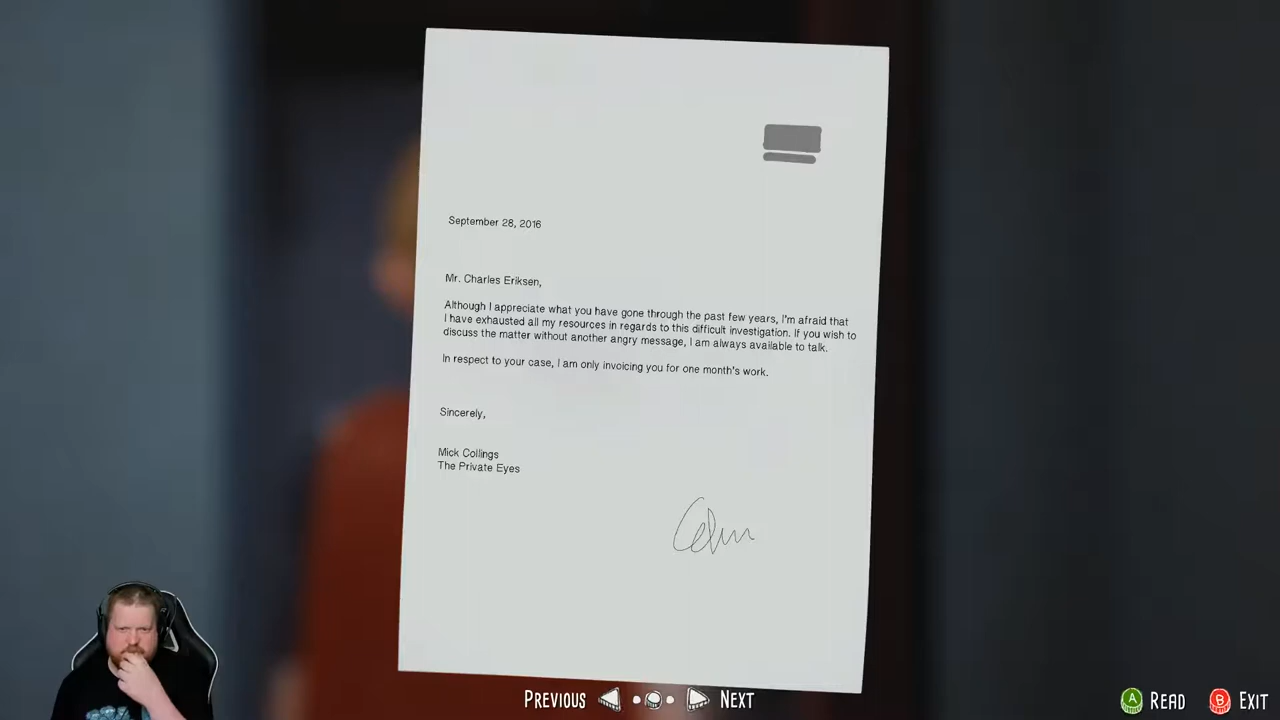 September 28, 2016
Mr. Charles Eriksen,
Although I appreciate what you have gone through the past few years, I'm afraid that
I have exhausted all my resources in regards to this difficult investigation. If you wish to
discuss the matter without another angry message, I am always available to talk.
In respect to your case, I am only invoicing you for one month's work.
Sincerely,
Mick Collings
The Private Eyes
Previous Next
A Read B Exit